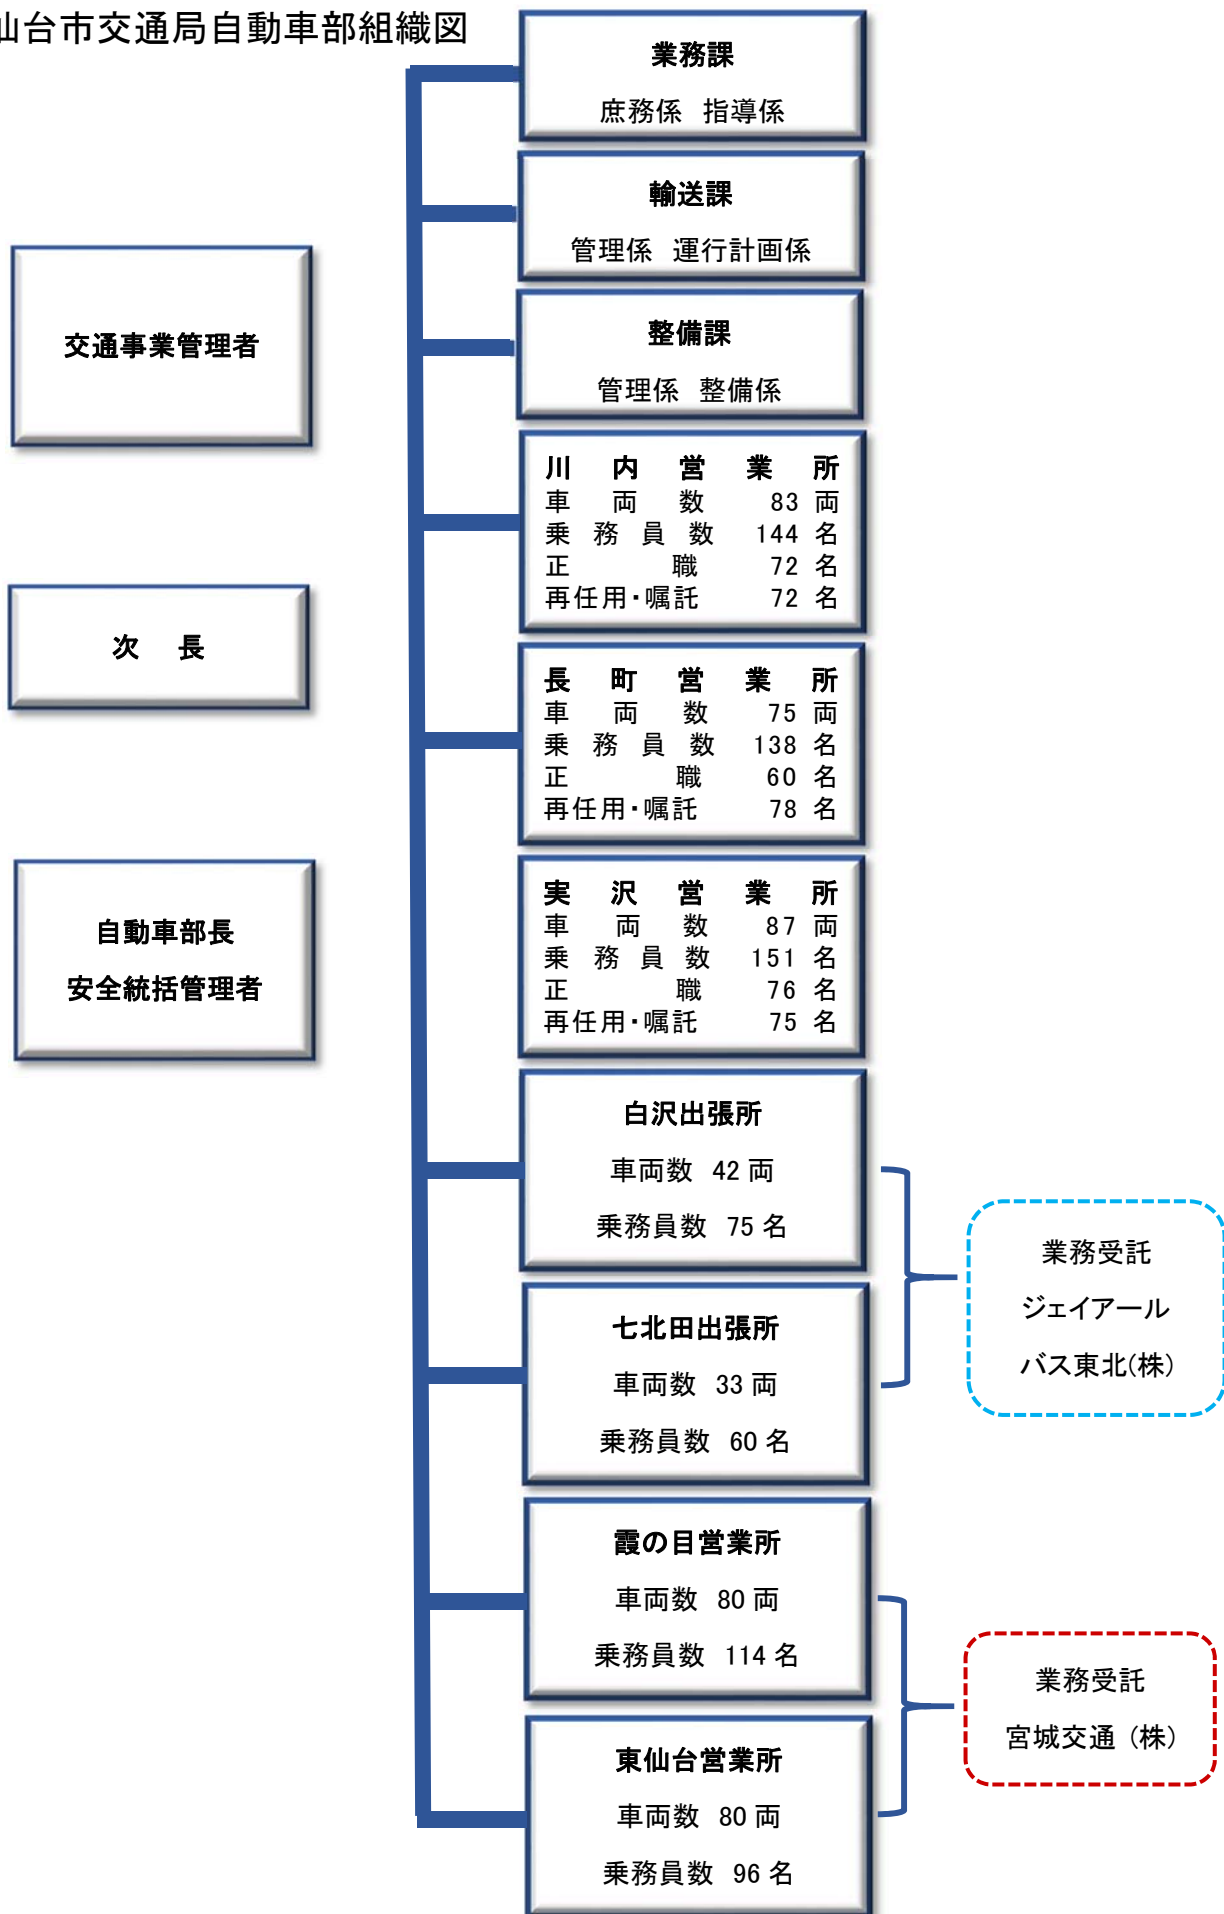 仙台市交通局自動車部組織図
業務課
庶務係 指導係
輸送課
管理係 運行計画係
整備課
管理係 整備係
交通事業管理者
次 長
自動車部長
安全統括管理者
川内営業所
車両数 83 両
乗務員数 144 名
正職 72 名
再任用・嘱託 72 名
長町営業所
車両数 75 両
乗務員数 138 名
正職 60 名
再任用・嘱託 78 名
実沢営業所
車両数 87 両
乗務員数 151 名
正職 76 名
再任用・嘱託 75 名
白沢出張所
車両数 42 両
乗務員数 75 名
七北田出張所
車両数 33 両
乗務員数 60 名
業務受託
ジェイアール
バス東北(株)
霞の目営業所
車両数 80 両
乗務員数 114 名
東仙台営業所
車両数 80 両
乗務員数 96 名
業務受託
宮城交通 (株)